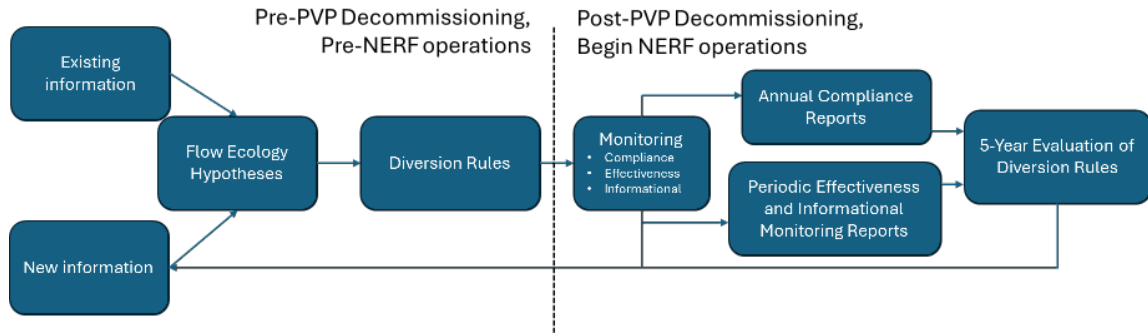 Pre-PVP Decommissioning,
Pre-NERF operations
Post-PVP Decommissioning,
Begin NERF operations
Existing
information
Flow Ecology
Hypotheses
New information
Diversion Rules
Monitoring
• Compliance
• Effectiveness
• Informational
Annual Compliance
Reports
Periodic Effectiveness
and Informational
Monitoring Reports
5-Year Evaluation of
Diversion Rules